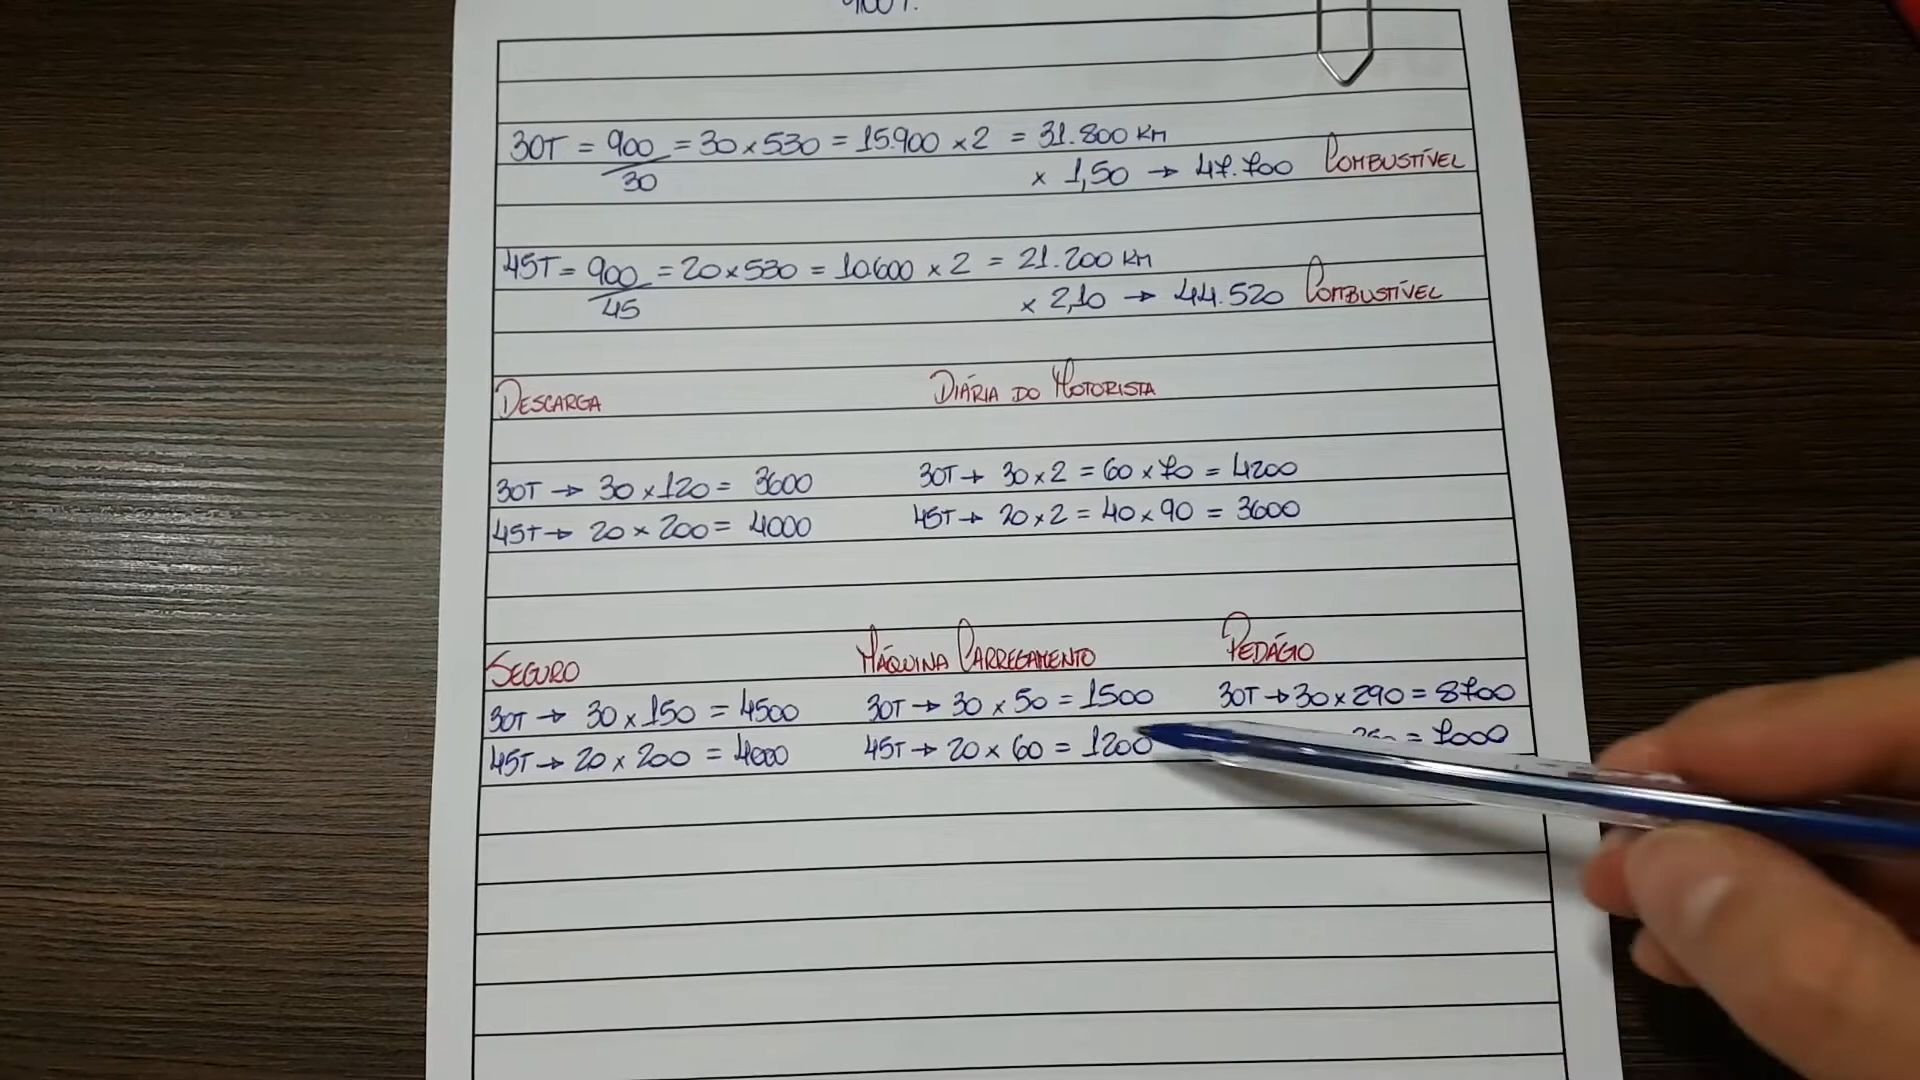 30T = 900 = 30 x 530 = 15.900 x 2 = 31.800 KM
30
x 1,50 → 47.700 COMBUSTÍVEL
45T = 900 = 20 x 530 = 10.600 x 2 = 21.200 KM
45
x 2,10 → 44.520 COMBUSTÍVEL
DESCARGA DIÁRIA DO MOTORISTA
30T → 30 x 120 = 3600 30T → 30 x 2 = 60 x 70 = 4200
45T → 20 x 200 = 4000 45T → 20 x 2 = 40 x 90 = 3600
SEGURO MÁQUINA CARREGAMENTO PEDÁGIO
30T → 30 x 150 = 4500 30T → 30 x 50 = 1500 30T → 30 x 290 = 8700
45T → 20 x 200 = 4000 45T → 20 x 60 = 1200 = 7000